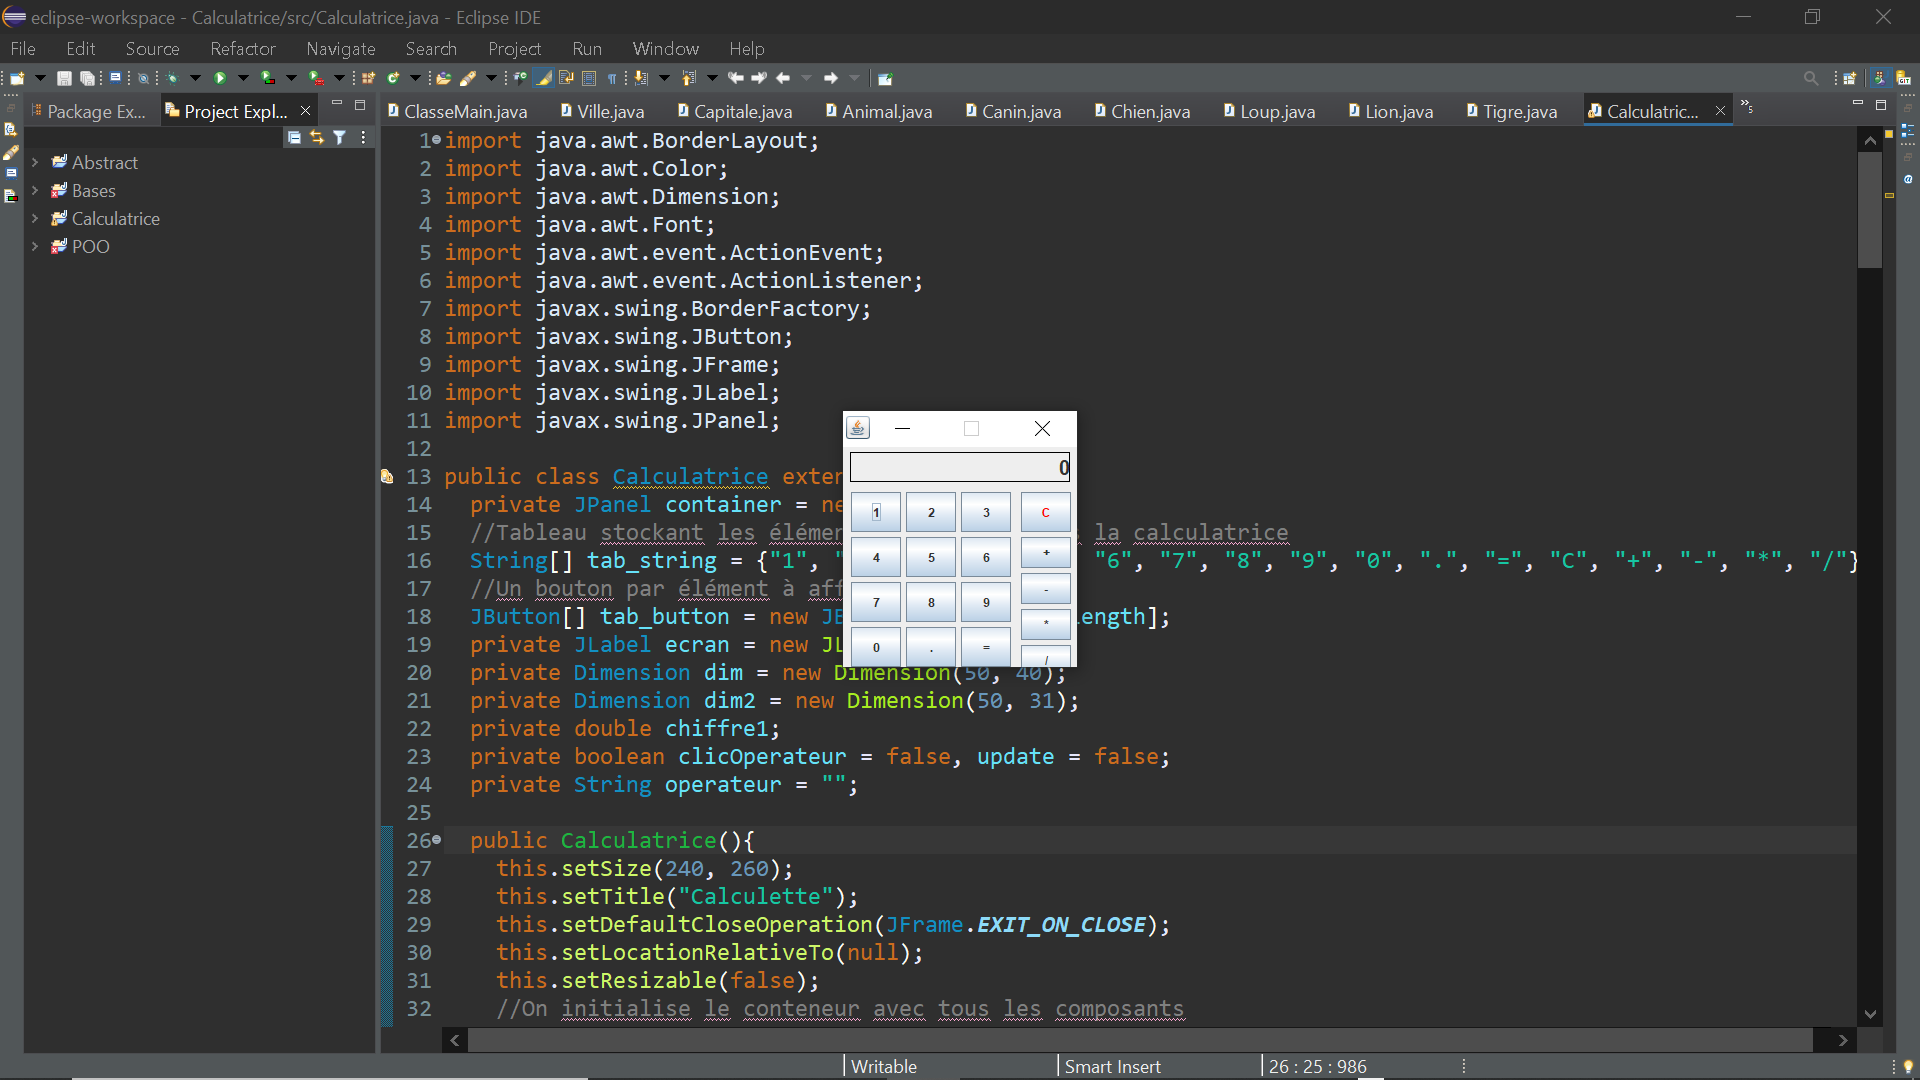 eclipse-workspace - Calculatrice/src/Calculatrice.java - Eclipse IDE
File Edit Source Refactor Navigate Search Project Run Window Help
Package Ex... Project Expl... ClasseMain.java Ville.java Capitale.java Animal.java Canin.java Chien.java Loup.java Lion.java Tigre.java Calculatric... »5
Abstract
Bases
Calculatrice
POO
1 import java.awt.BorderLayout;
2 import java.awt.Color;
3 import java.awt.Dimension;
4 import java.awt.Font;
5 import java.awt.event.ActionEvent;
6 import java.awt.event.ActionListener;
7 import javax.swing.BorderFactory;
8 import javax.swing.JButton;
9 import javax.swing.JFrame;
10 import javax.swing.JLabel;
11 import javax.swing.JPanel;
12
13 public class Calculatrice exter
14 private JPanel container = ne
15 //Tableau stockant les élémen la calculatrice
16 String[] tab_string = {"1", " "6", "7", "8", "9", "0", ".", "=", "C", "+", "-", "*", "/"}
17 //Un bouton par élément à aff
18 JButton[] tab_button = new JB ength];
19 private JLabel ecran = new JL
20 private Dimension dim = new Dimension(50, 40);
21 private Dimension dim2 = new Dimension(50, 31);
22 private double chiffre1;
23 private boolean clicOperateur = false, update = false;
24 private String operateur = "";
25
26 public Calculatrice(){
27 this.setSize(240, 260);
28 this.setTitle("Calculette");
29 this.setDefaultCloseOperation(JFrame.EXIT_ON_CLOSE);
30 this.setLocationRelativeTo(null);
31 this.setResizable(false);
32 //On initialise le conteneur avec tous les composants
0
1 2 3 C
4 5 6 +
-
7 8 9 *
0 . = /
Writable Smart Insert 26 : 25 : 986